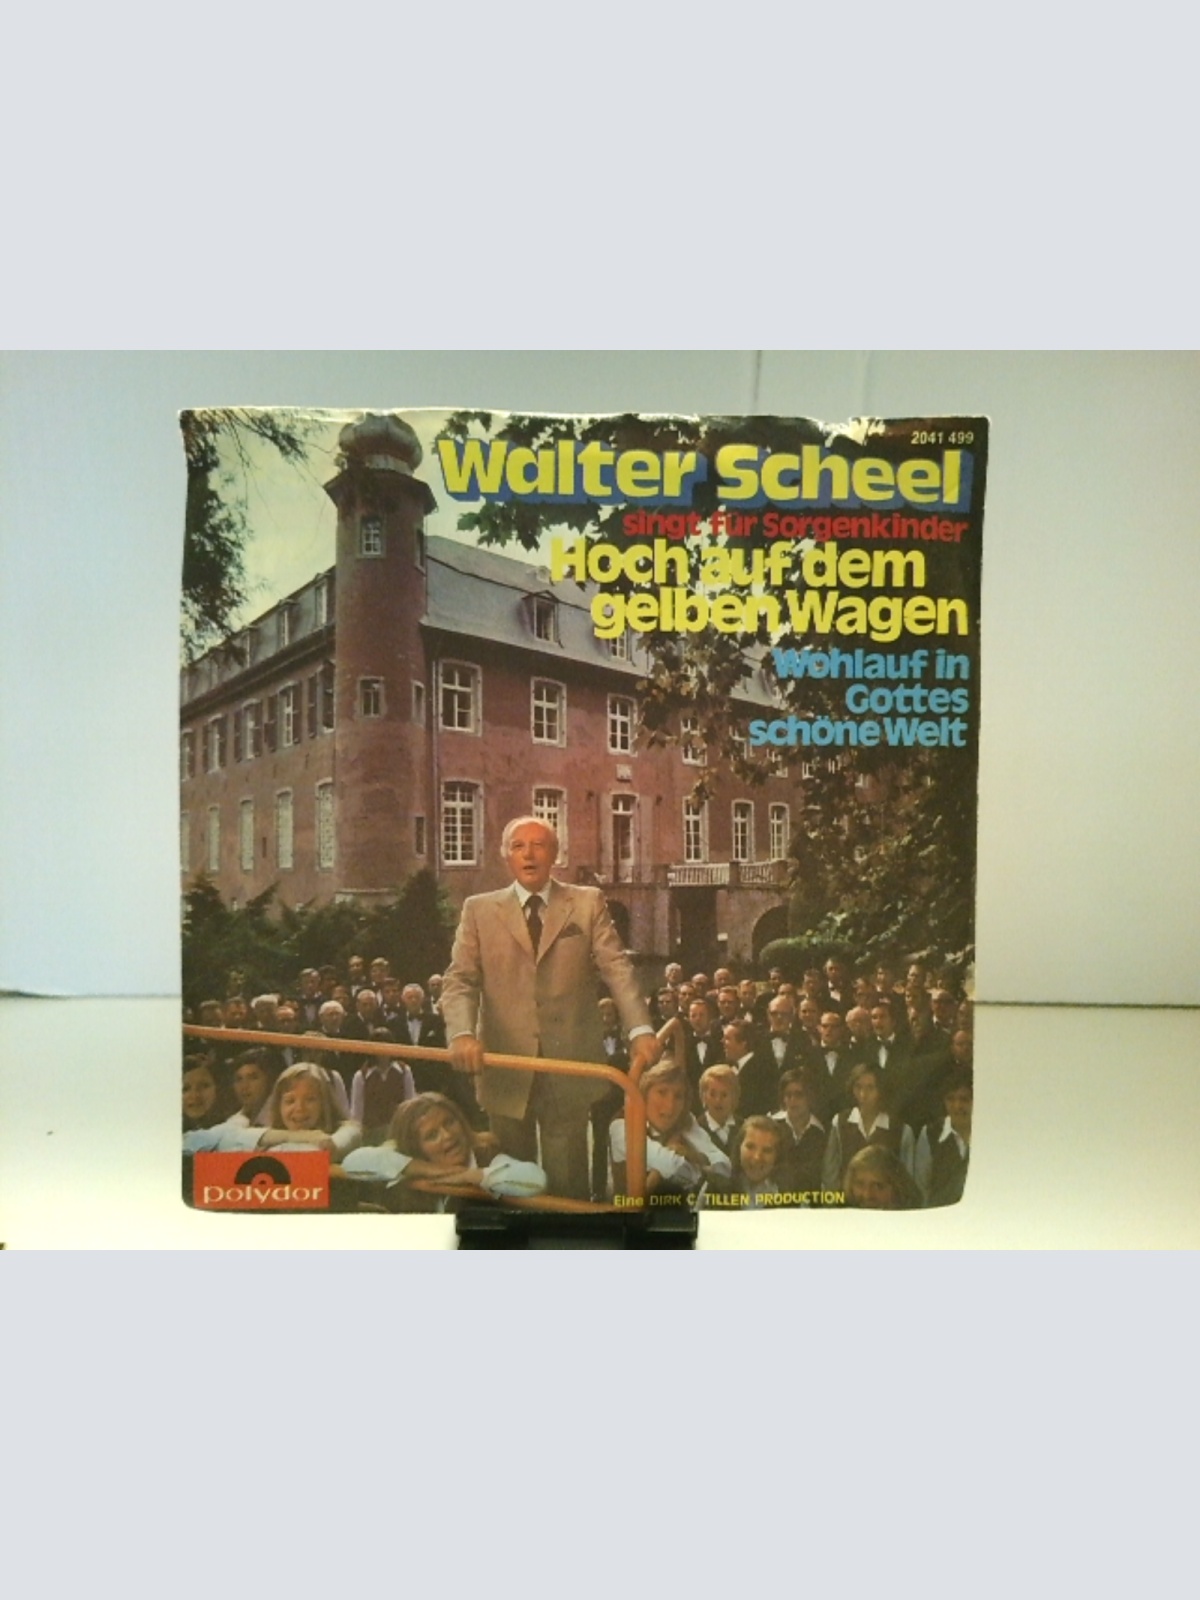 2041 499
Walter Scheel
singt für Sorgenkinder
Hoch auf dem
gelben Wagen
Wohlauf in
Gottes
schöne Welt
polydor
Eine DIRK C. TILLEN PRODUCTION